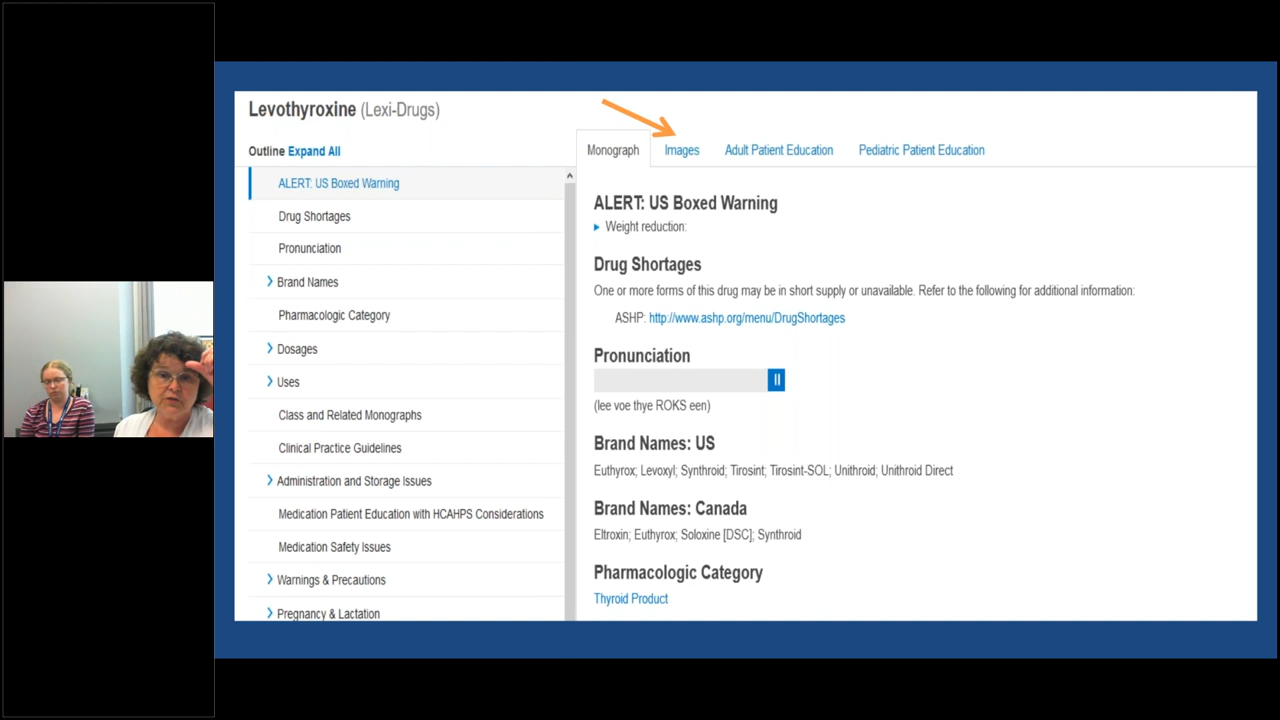 Levothyroxine (Lexi-Drugs)
Outline Expand All
ALERT: US Boxed Warning
Drug Shortages
Pronunciation
Brand Names
Pharmacologic Category
Dosages
Uses
Class and Related Monographs
Clinical Practice Guidelines
Administration and Storage Issues
Medication Patient Education with HCAHPS Considerations
Medication Safety Issues
Warnings & Precautions
Pregnancy & Lactation
Monograph Images Adult Patient Education Pediatric Patient Education
ALERT: US Boxed Warning
Weight reduction:
Drug Shortages
One or more forms of this drug may be in short supply or unavailable. Refer to the following for additional information:
ASHP: http://www.ashp.org/menu/DrugShortages
Pronunciation
(lee voe thye ROKS een)
Brand Names: US
Euthyrox; Levoxyl; Synthroid; Tirosint; Tirosint-SOL; Unithroid; Unithroid Direct
Brand Names: Canada
Eltroxin; Euthyrox; Soloxine [DSC]; Synthroid
Pharmacologic Category
Thyroid Product